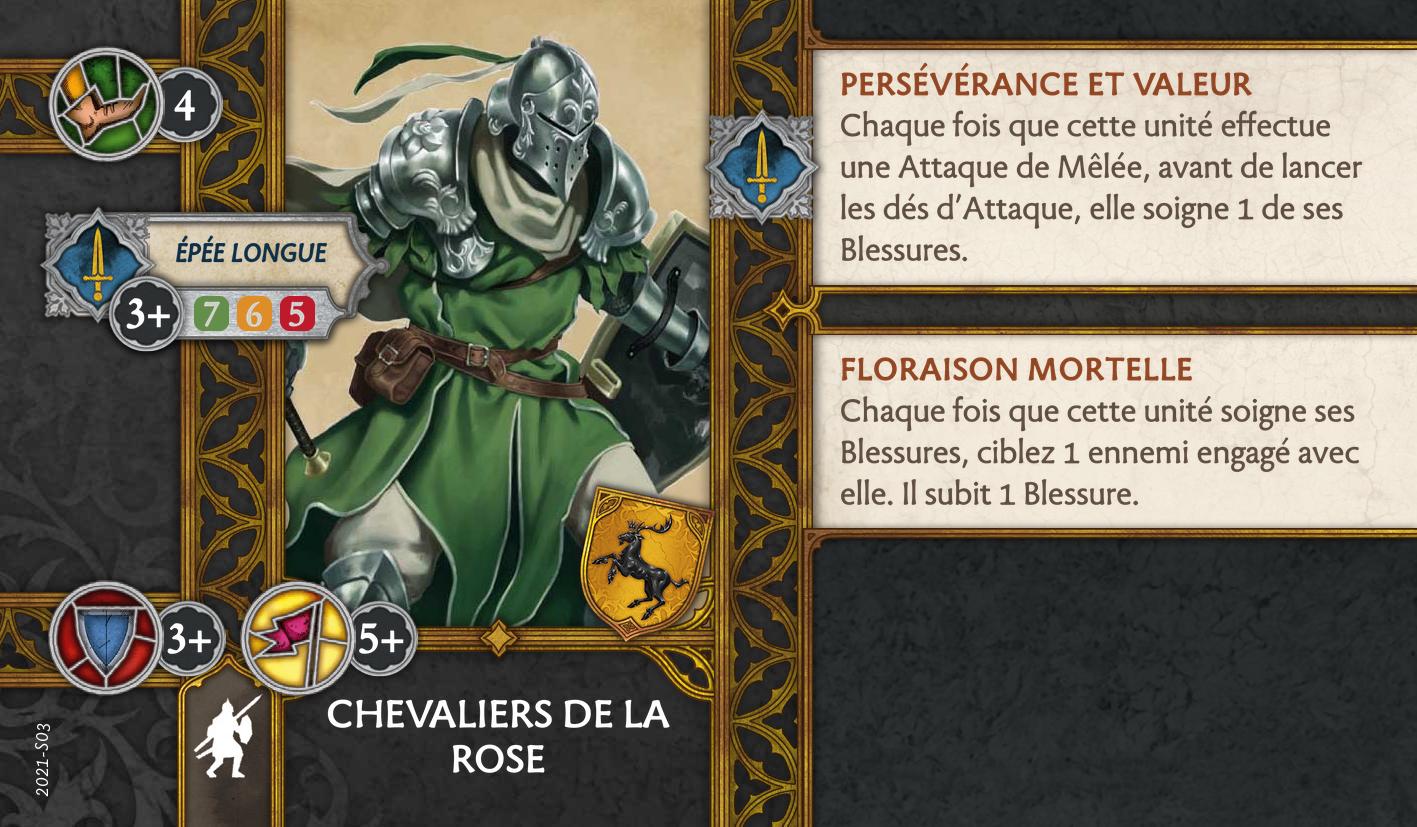 4
ÉPÉE LONGUE
3+ 7 6 5
3+ 5+
CHEVALIERS DE LA
ROSE
2021-S03
PERSÉVÉRANCE ET VALEUR
Chaque fois que cette unité effectue
une Attaque de Mêlée, avant de lancer
les dés d’Attaque, elle soigne 1 de ses
Blessures.
FLORAISON MORTELLE
Chaque fois que cette unité soigne ses
Blessures, ciblez 1 ennemi engagé avec
elle. Il subit 1 Blessure.